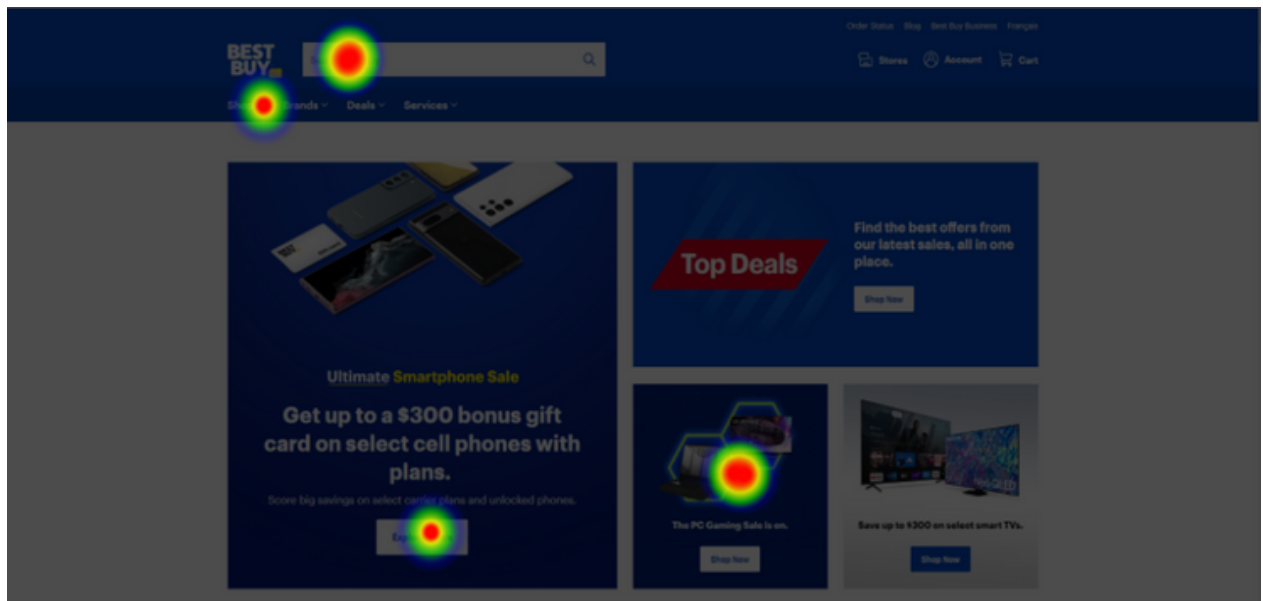 Order Status Blog Best Buy Business Français
BEST
BUY
Stores Account Cart
Deals Services
Find the best offers from
our latest sales, all in one
place.
Top Deals
Shop Now
Ultimate Smartphone Sale
Get up to a $300 bonus gift
card on select cell phones with
plans.
Score big savings on select carrier plans and unlocked phones.
The PC Gaming Sale is on.
Shop Now
Save up to $300 on select smart TVs.
Shop Now